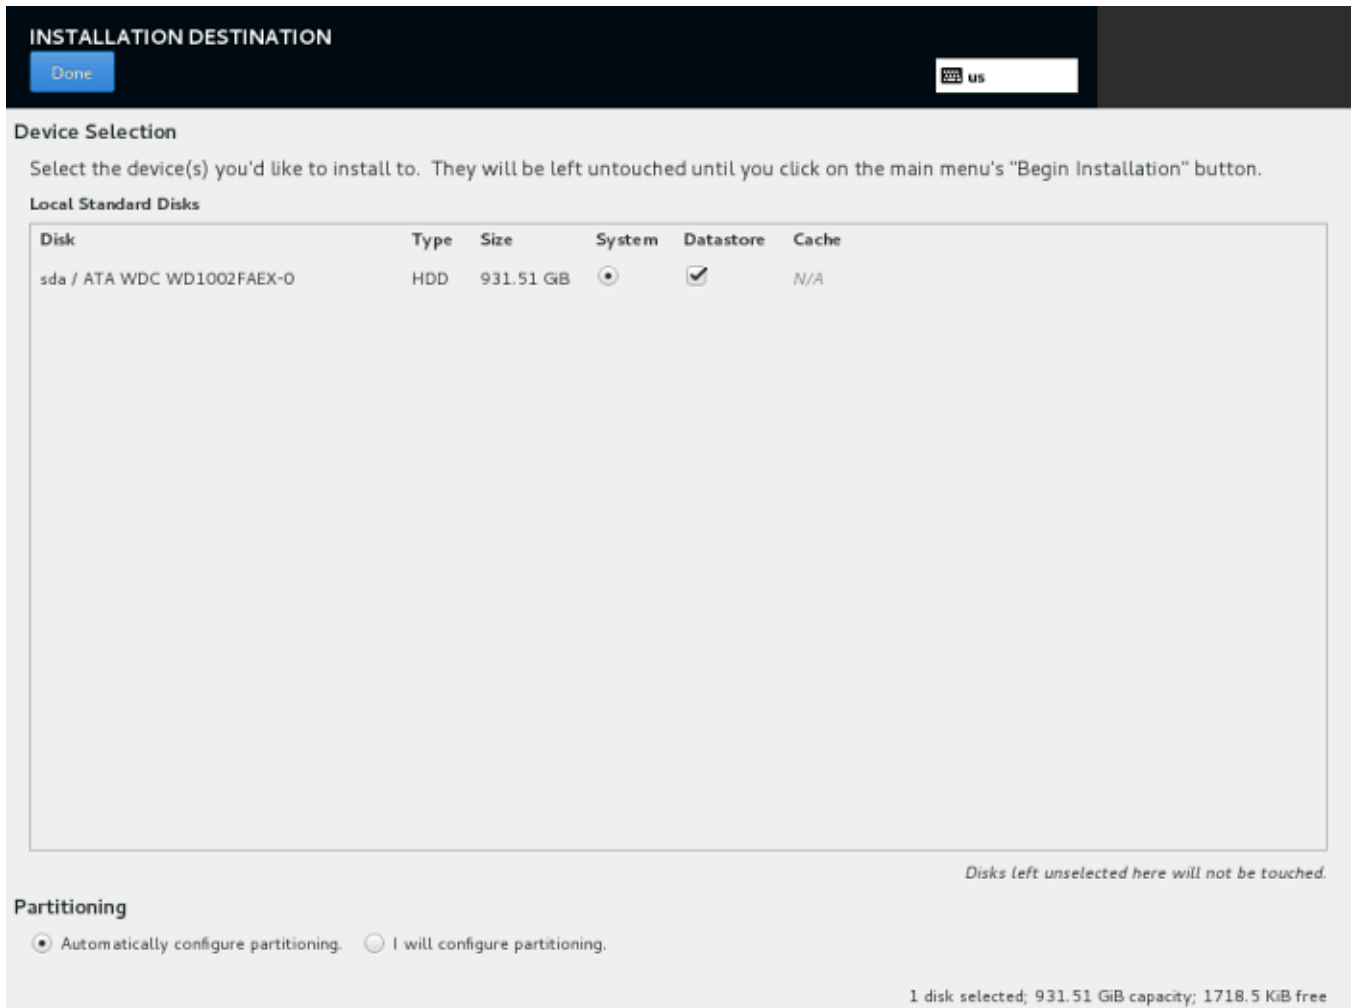 INSTALLATION DESTINATION
Done
us
Device Selection
Select the device(s) you'd like to install to. They will be left untouched until you click on the main menu's "Begin Installation" button.
Local Standard Disks
Disk Type Size System Datastore Cache
sda / ATA WDC WD1002FAEX-0 HDD 931.51 GiB N/A
Disks left unselected here will not be touched.
Partitioning
Automatically configure partitioning. I will configure partitioning.
1 disk selected; 931.51 GiB capacity; 1718.5 KiB free